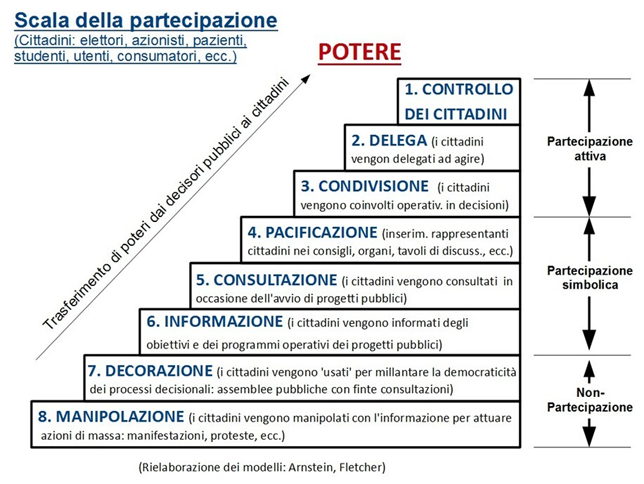 Scala della partecipazione
(Cittadini: elettori, azionisti, pazienti,
studenti, utenti, consumatori, ecc.)
POTERE
Trasferimento di poteri dai decisori pubblici ai cittadini
1. CONTROLLO
DEI CITTADINI
2. DELEGA (i cittadini
vengon delegati ad agire)
3. CONDIVISIONE (i cittadini
vengono coinvolti operativ. in decisioni)
Partecipazione
attiva
4. PACIFICAZIONE (inserim. rappresentanti
cittadini nei consigli, organi, tavoli di discuss., ecc.)
5. CONSULTAZIONE (i cittadini vengono consultati in
occasione dell'avvio di progetti pubblici)
6. INFORMAZIONE (i cittadini vengono informati degli
obiettivi e dei programmi operativi dei progetti pubblici)
Partecipazione
simbolica
7. DECORAZIONE (i cittadini vengono 'usati' per millantare la democraticità
dei processi decisionali: assemblee pubbliche con finte consultazioni)
8. MANIPOLAZIONE (i cittadini vengono manipolati con l'informazione per attuare
azioni di massa: manifestazioni, proteste, ecc.)
Non-
Partecipazione
(Rielaborazione dei modelli: Arnstein, Fletcher)